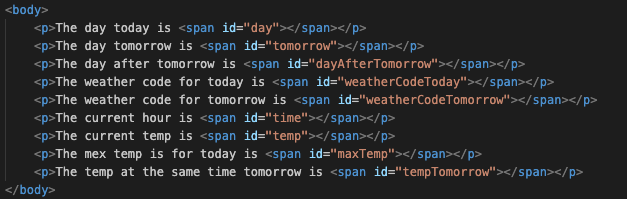 <body>
<p>The day today is <span id="day"></span></p>
<p>The day tomorrow is <span id="tomorrow"></span></p>
<p>The day after tomorrow is <span id="dayAfterTomorrow"></span></p>
<p>The weather code for today is <span id="weatherCodeToday"></span></p>
<p>The weather code for tomorrow is <span id="weatherCodeTomorrow"></span></p>
<p>The current hour is <span id="time"></span></p>
<p>The current temp is <span id="temp"></span></p>
<p>The mex temp is for today is <span id="maxTemp"></span></p>
<p>The temp at the same time tomorrow is <span id="tempTomorrow"></span></p>
</body>